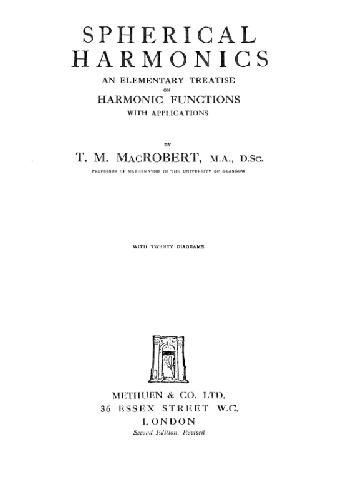 SPHERICAL
HARMONICS
AN ELEMENTARY TREATISE
ON
HARMONIC FUNCTIONS
WITH APPLICATIONS
BY
T. M. MACROBERT, M.A., D.SC.
PROFESSOR OF MATHEMATICS IN THE UNIVERSITY OF GLASGOW
WITH TWENTY DIAGRAMS
METHUEN & CO. LTD.
36 ESSEX STREET W.C.
LONDON
Second Edition, Revised